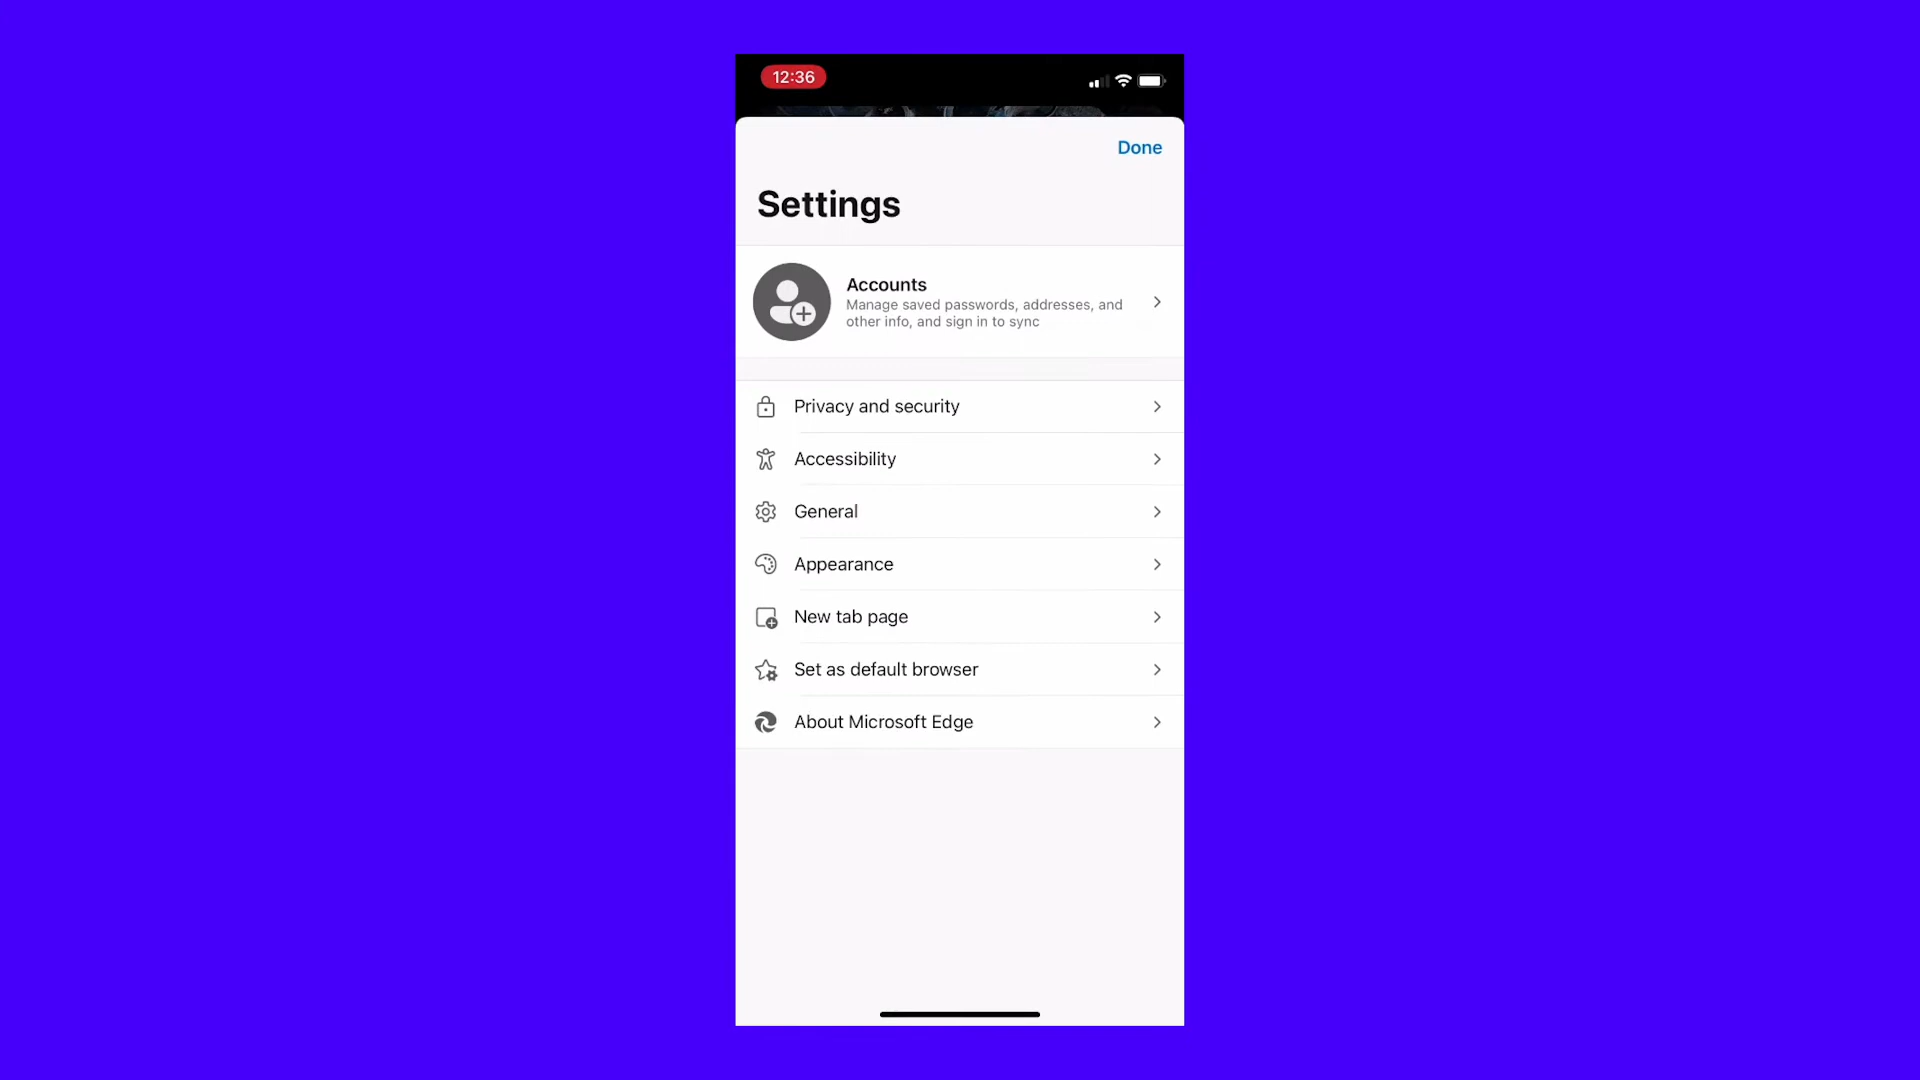 12:36
Done
Settings
Accounts
Manage saved passwords, addresses, and
other info, and sign in to sync
Privacy and security
Accessibility
General
Appearance
New tab page
Set as default browser
About Microsoft Edge